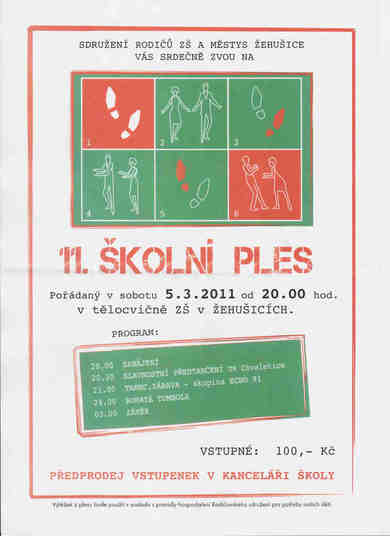 SDRUŽENÍ RODIČŮ ZŠ A MĚSTYS ŽEHUŠICE
VÁS SRDEČNĚ ZVOU NA
1
2
3
4
5
6
11. ŠKOLNÍ PLES
Pořádaný v sobotu 5.3.2011 od 20.00 hod.
v tělocvičně ZŠ v ŽEHUŠICÍCH.
PROGRAM:
20.00 ZAHÁJENÍ
20.30 SLAVNOSTNÍ PŘEDTANČENÍ TK Chvaletice
21.00 TANEC, ZÁBAVA - skupina ECHO 91
24.00 BOHATÁ TOMBOLA
03.00 ZÁVĚR
VSTUPNÉ: 100,- Kč
PŘEDPRODEJ VSTUPENEK V KANCELÁŘI ŠKOLY
Výtěžek z plesu bude použit v souladu s pravidly hospodaření Rodičovského sdružení pro potřeby našich dětí.